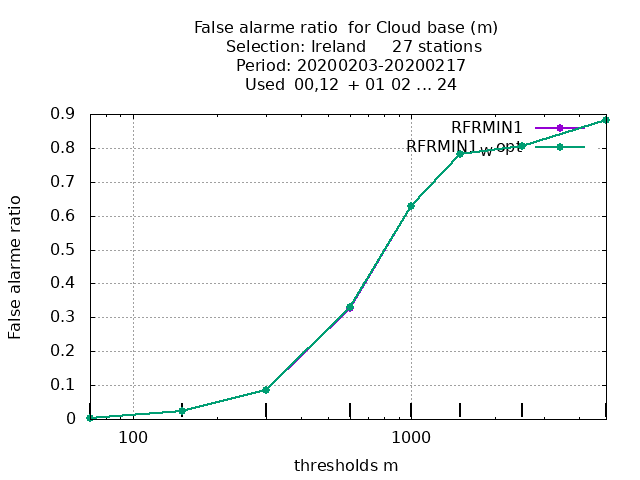 False alarme ratio  for Cloud base (m)
Selection: Ireland     27 stations
Period: 20200203-20200217
Used  00,12  + 01 02 ... 24
RFRMIN1
RFRMIN1_wopt
0.9
0.8
0.7
0.6
0.5
0.4
0.3
0.2
0.1
0
False alarme ratio
100
1000
thresholds m